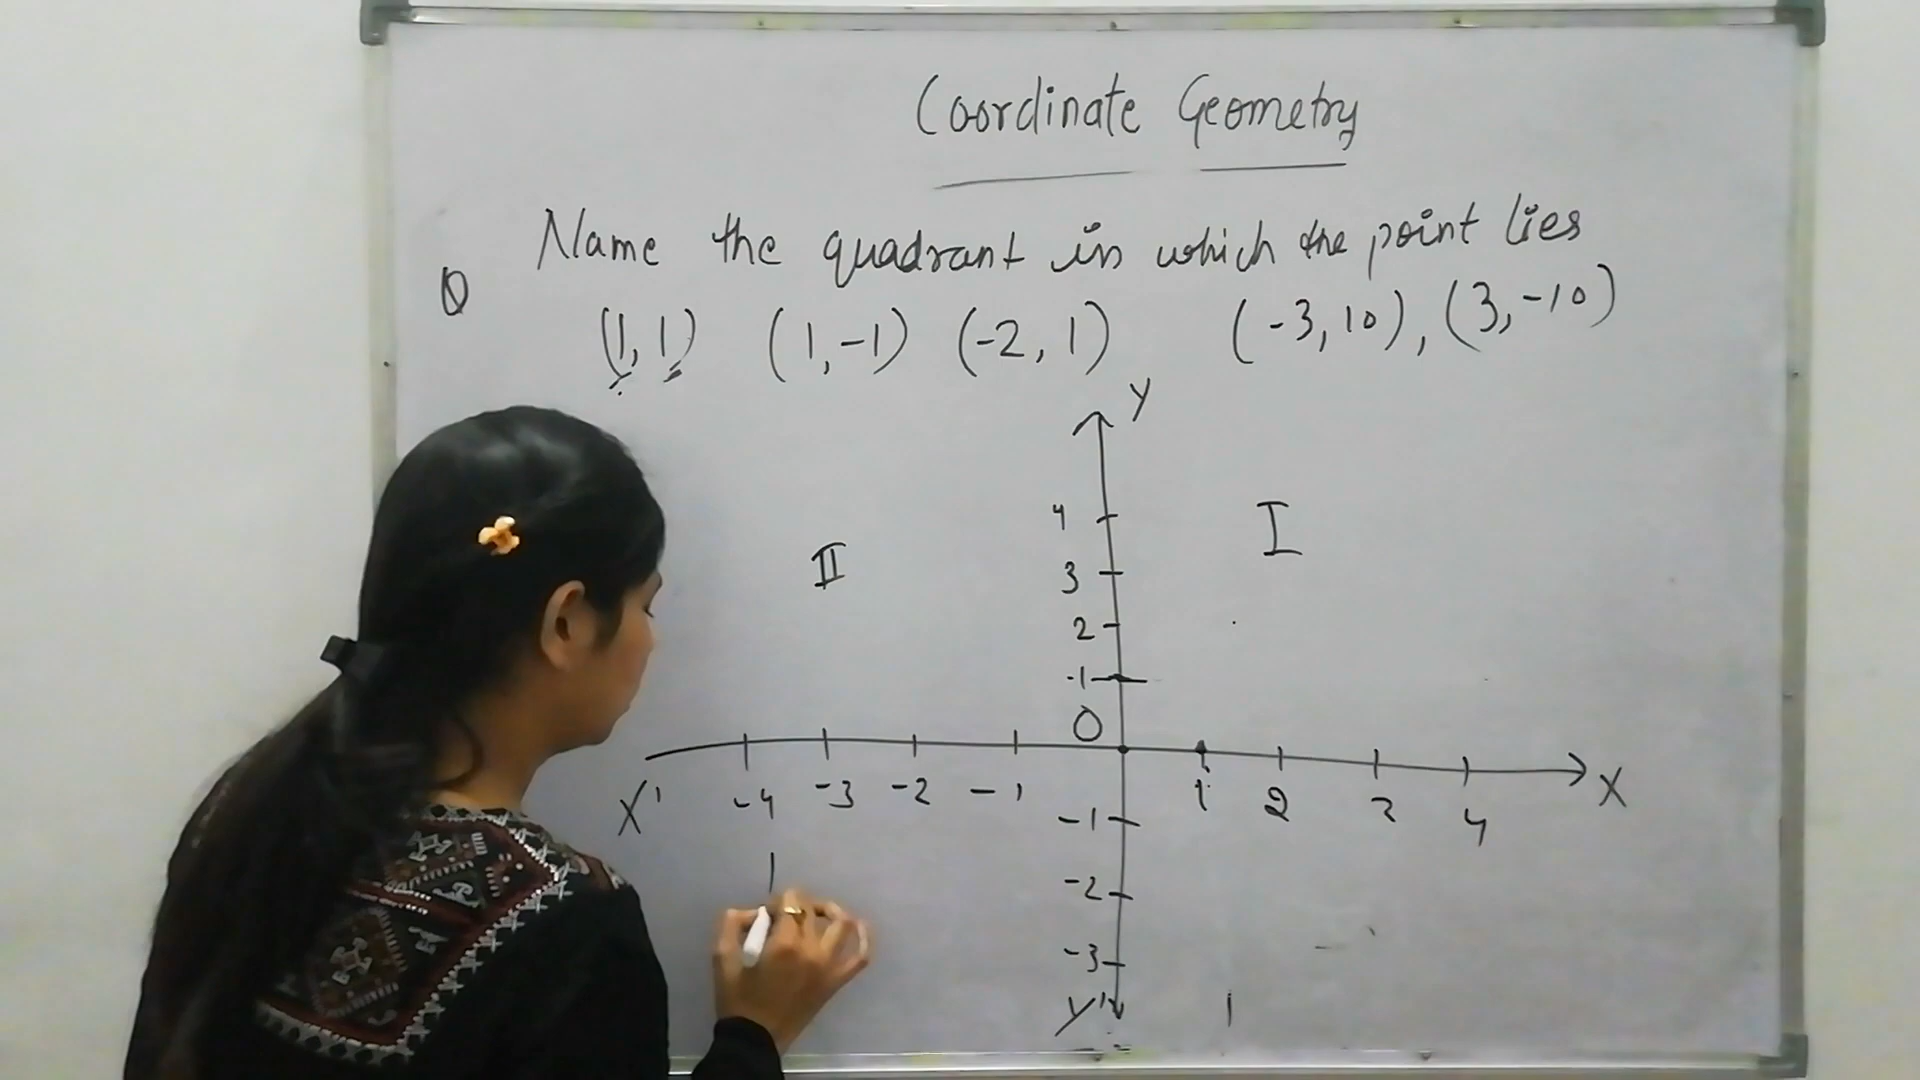 Coordinate Geometry
Q Name the quadrant in which the point lies
(1, 1) (1, -1) (-2, 1) (-3, 10), (3, -10)
Y
4
I
II
3
2
1
O
X' -4 -3 -2 -1 1 2 3 4 X
-1
-2
-3
Y'